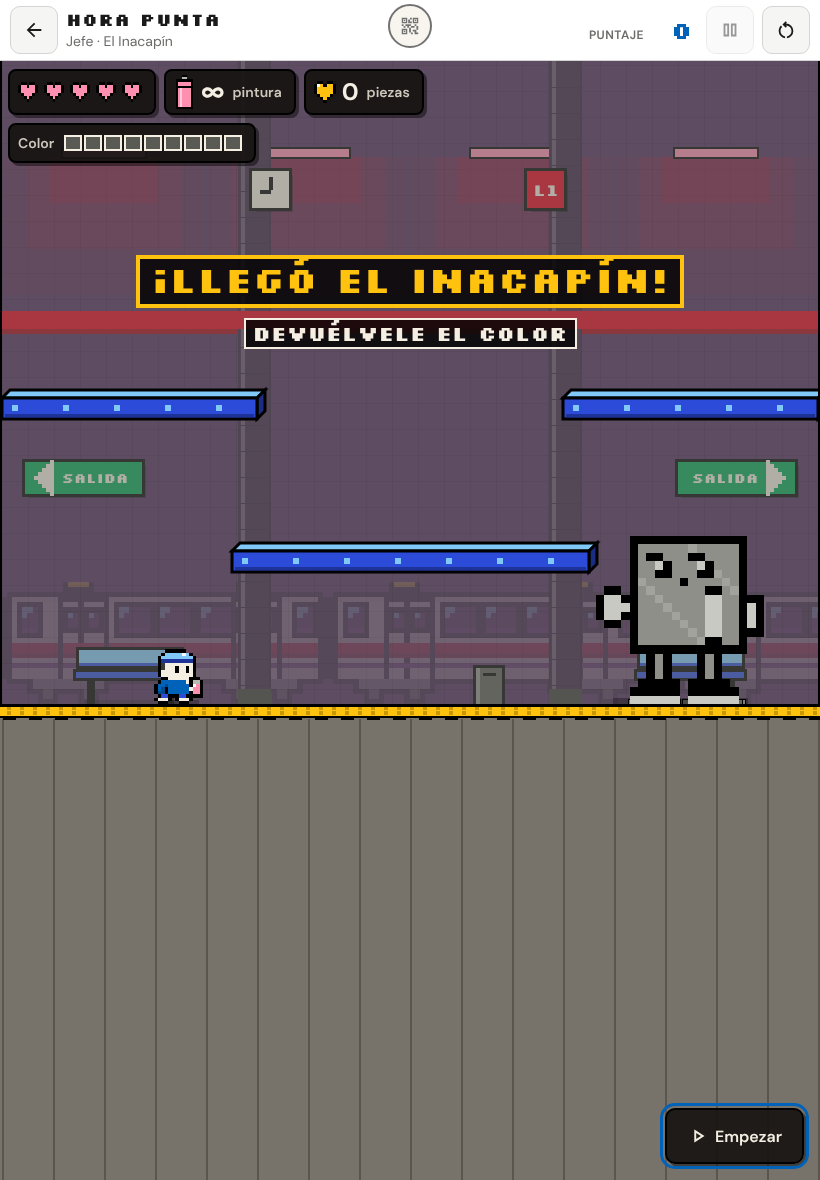 HORA PUNTA
Jefe · El Inacapín
PUNTAJE 0
∞ pintura
0 piezas
Color
L1
¡LLEGÓ EL INACAPÍN!
DEVUÉLVELE EL COLOR
SALIDA
SALIDA
Empezar